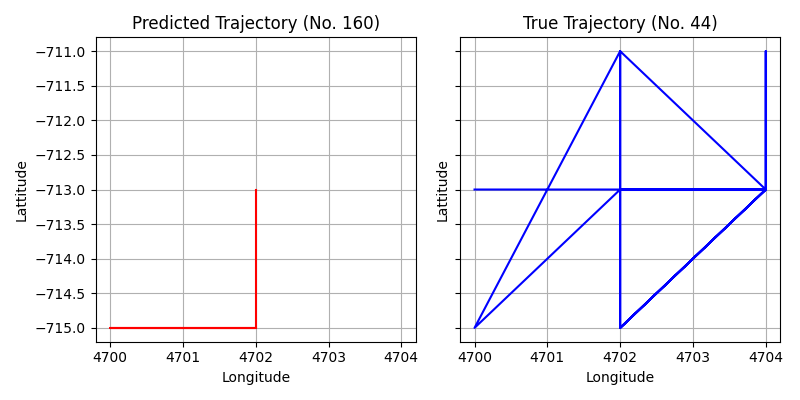 Predicted Trajectory (No. 160)
True Trajectory (No. 44)
−711.0
−711.5
−712.0
−712.5
−713.0
−713.5
−714.0
−714.5
−715.0
Lattitude
Lattitude
4700 4701 4702 4703 4704
4700 4701 4702 4703 4704
Longitude
Longitude